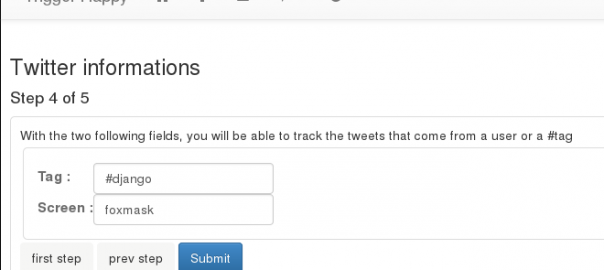 Trigger Happy
Twitter informations
Step 4 of 5
With the two following fields, you will be able to track the tweets that come from a user or a #tag
Tag : #django
Screen : foxmask
first step prev step Submit